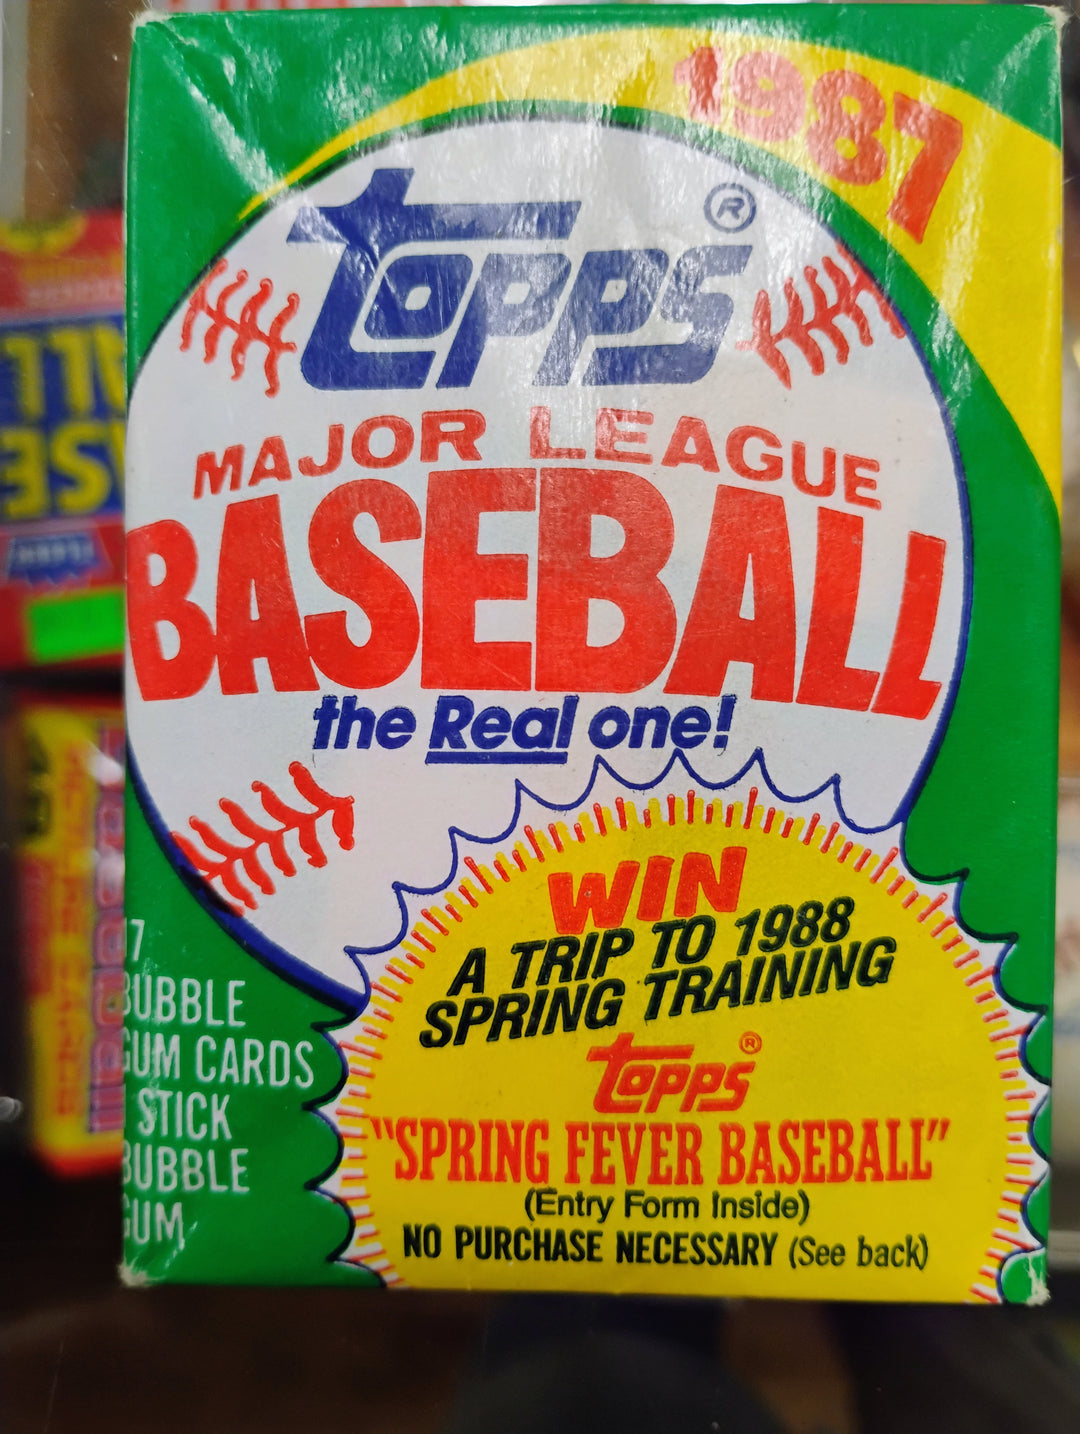 1987
topps®
MAJOR LEAGUE
BASEBALL
the Real one!
WIN
A TRIP TO 1988
SPRING TRAINING
topps®
"SPRING FEVER BASEBALL"
(Entry Form Inside)
NO PURCHASE NECESSARY (See back)
17
BUBBLE
GUM CARDS
STICK
BUBBLE
GUM